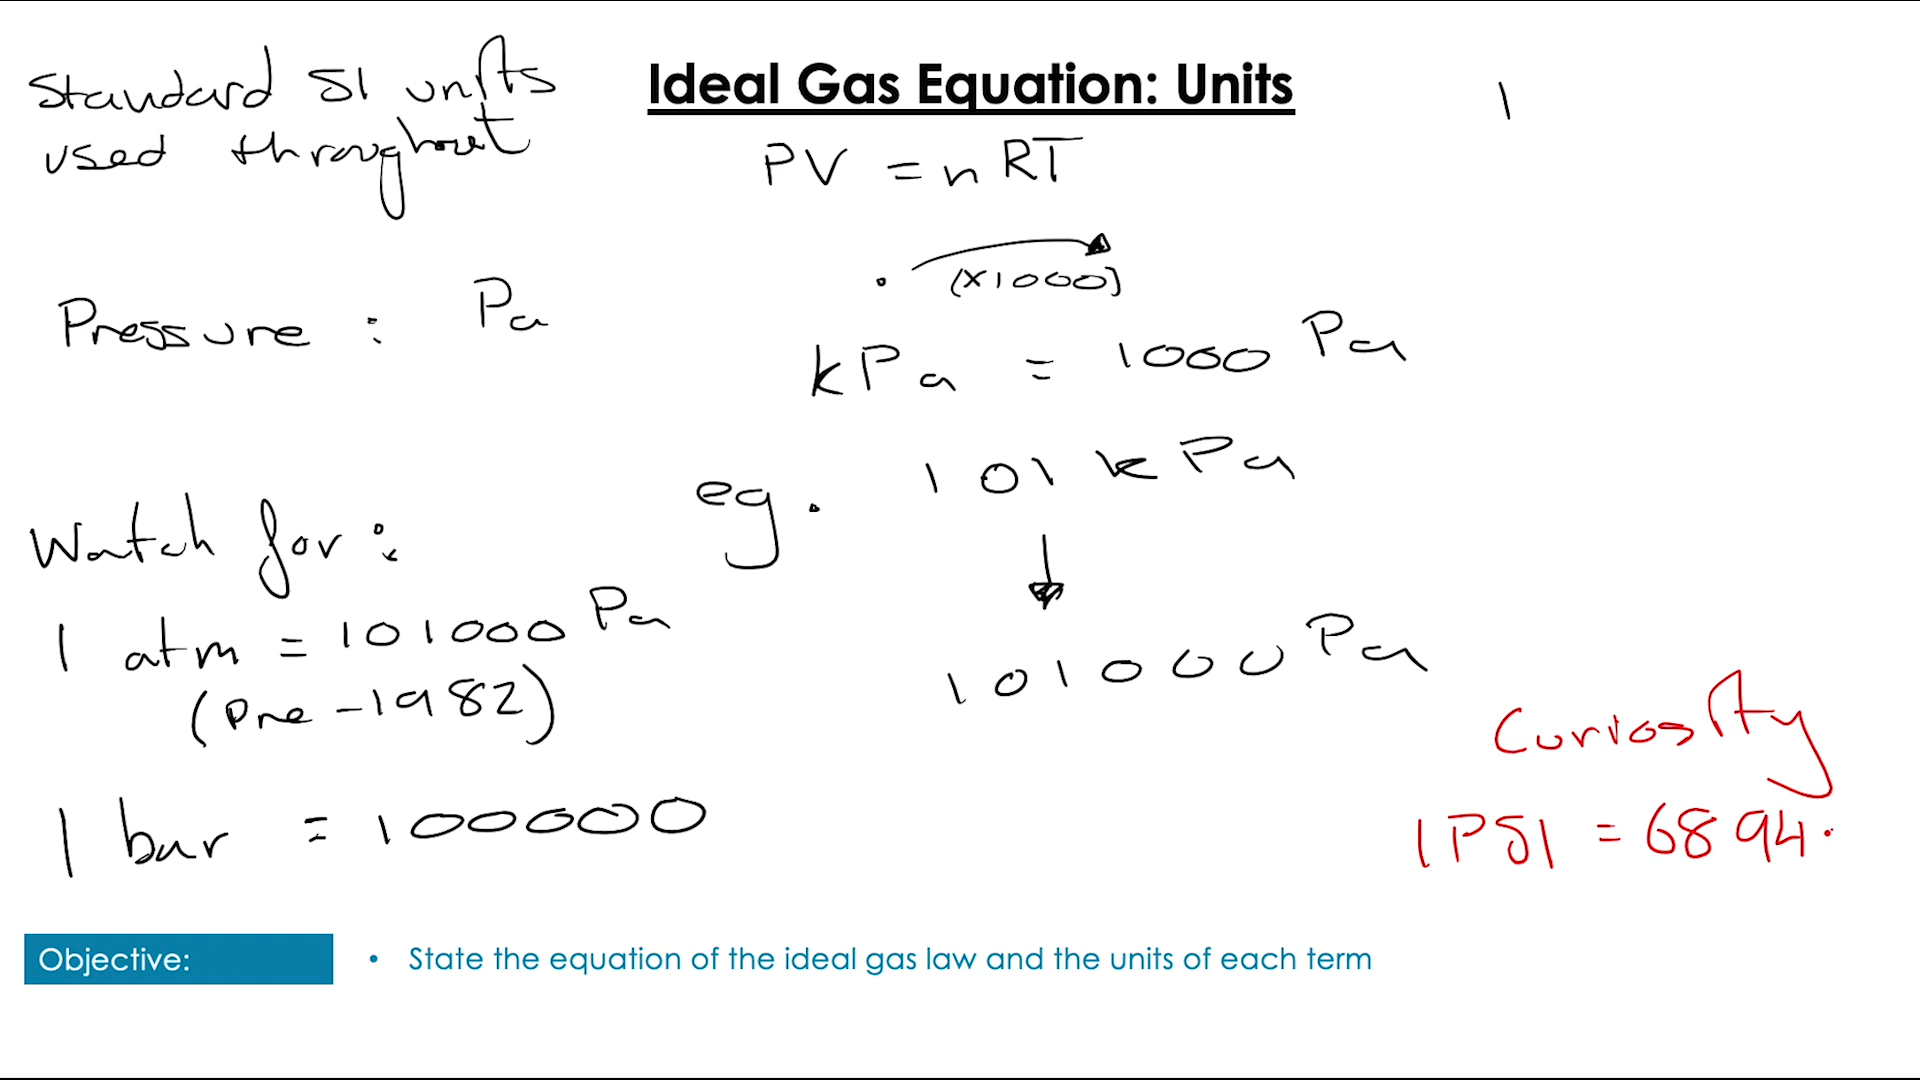 Standard SI units
used throughout
Ideal Gas Equation: Units
1
PV = nRT
Pressure : Pa
(x1000)
kPa = 1000 Pa
eg. 101 kPa
101000 Pa
Watch for:
1 atm = 101000 Pa
(Pre-1982)
1 bar = 100000
Curiosity
1 PSI = 6894.
Objective:
• State the equation of the ideal gas law and the units of each term